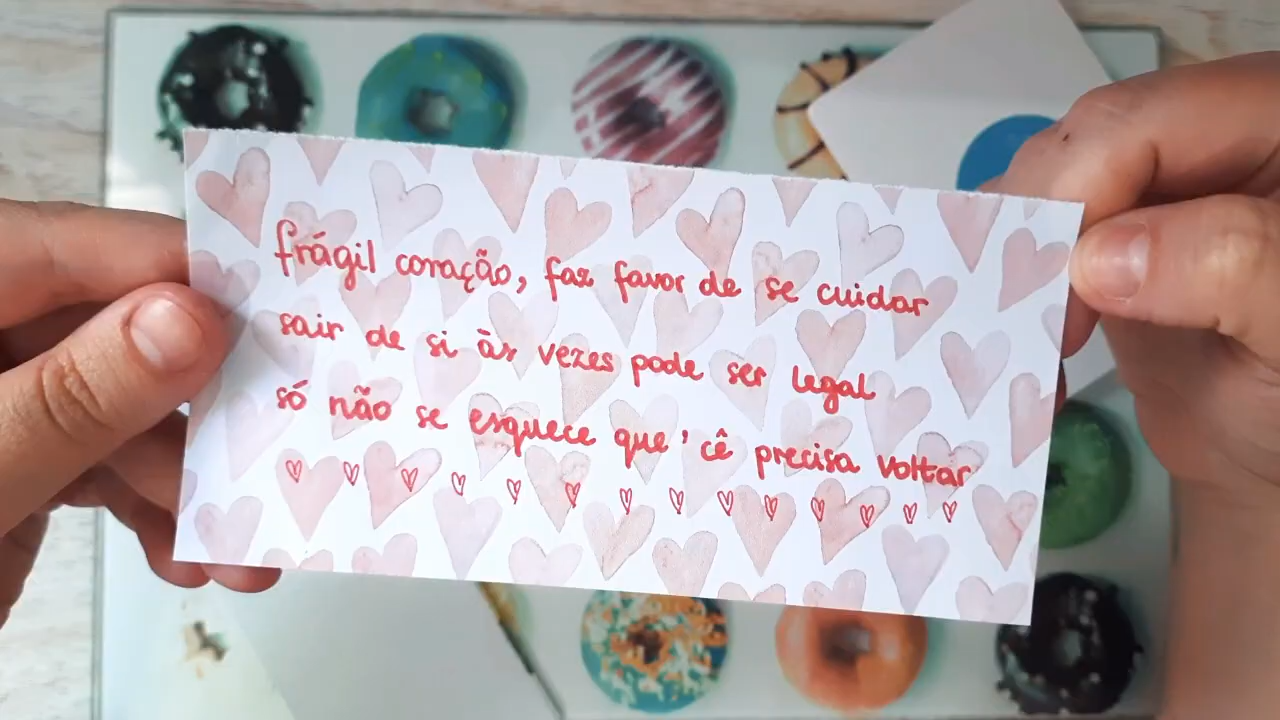 frágil coração, faz favor de se cuidar
sair de si às vezes pode ser legal
só não se esquece que 'cê precisa voltar